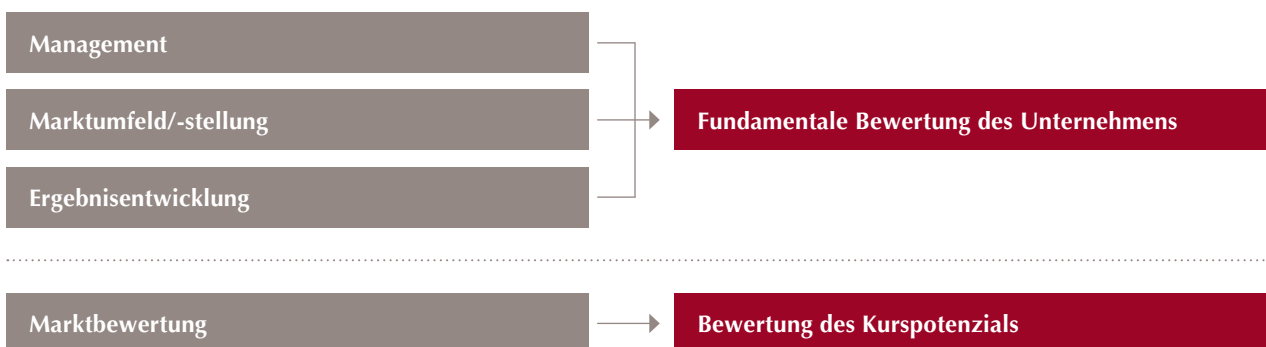 Management
Marktumfeld/-stellung
Fundamentale Bewertung des Unternehmens
Ergebnisentwicklung
Marktbewertung
Bewertung des Kurspotenzials